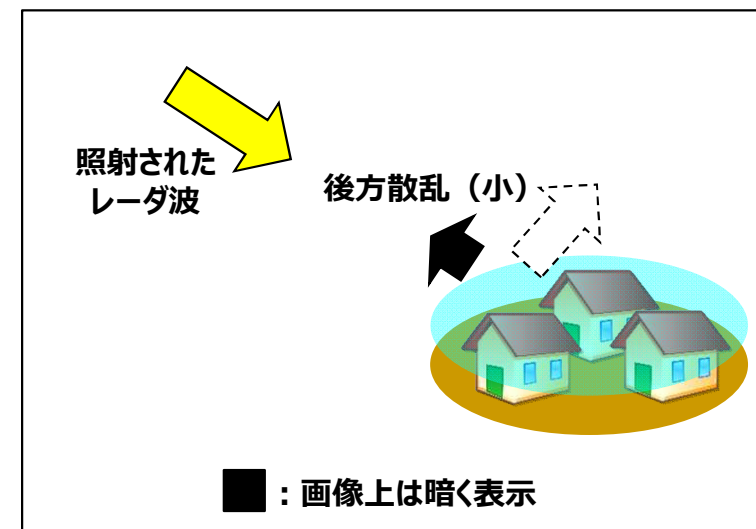 照射された
レーダ波
後方散乱（小）
：画像上は暗く表示